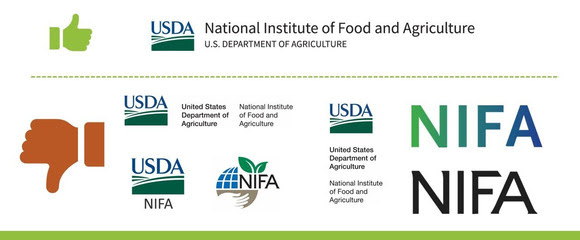 USDA
National Institute of Food and Agriculture
U.S. DEPARTMENT OF AGRICULTURE
USDA
United States
Department of
Agriculture
National Institute
of Food and
Agriculture
USDA
NIFA
NIFA
USDA
United States
Department of
Agriculture
National Institute
of Food and
Agriculture
NIFA
NIFA